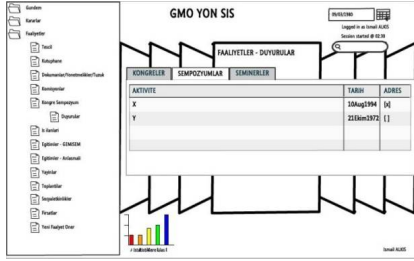 Gundem
Kararlar
Faaliyetler
Tescil
Kutuphane
Dokumanlar/Yonetmelikler/Tuzuk
Komisyonlar
Kongre Sempozyum
Duyurular
Is Ilanlari
Egitimler - GEMISEM
Egitimler - Anlasmali
Yayinlar
Toplantilar
Sosyaletkinlikler
Firsatlar
Yeni Faaliyet Oner
GMO YON SIS
09/03/1980
Logged in as Ismail ALKIS
Session started @ 02:39
FAALIYETLER - DUYURULAR
KONGRELER SEMPOZYUMLAR SEMINERLER
AKTIVITE TARIH ADRES
X 10Aug1994 [x]
Y 21Ekim1972 [ ]
Ismail ALKIS